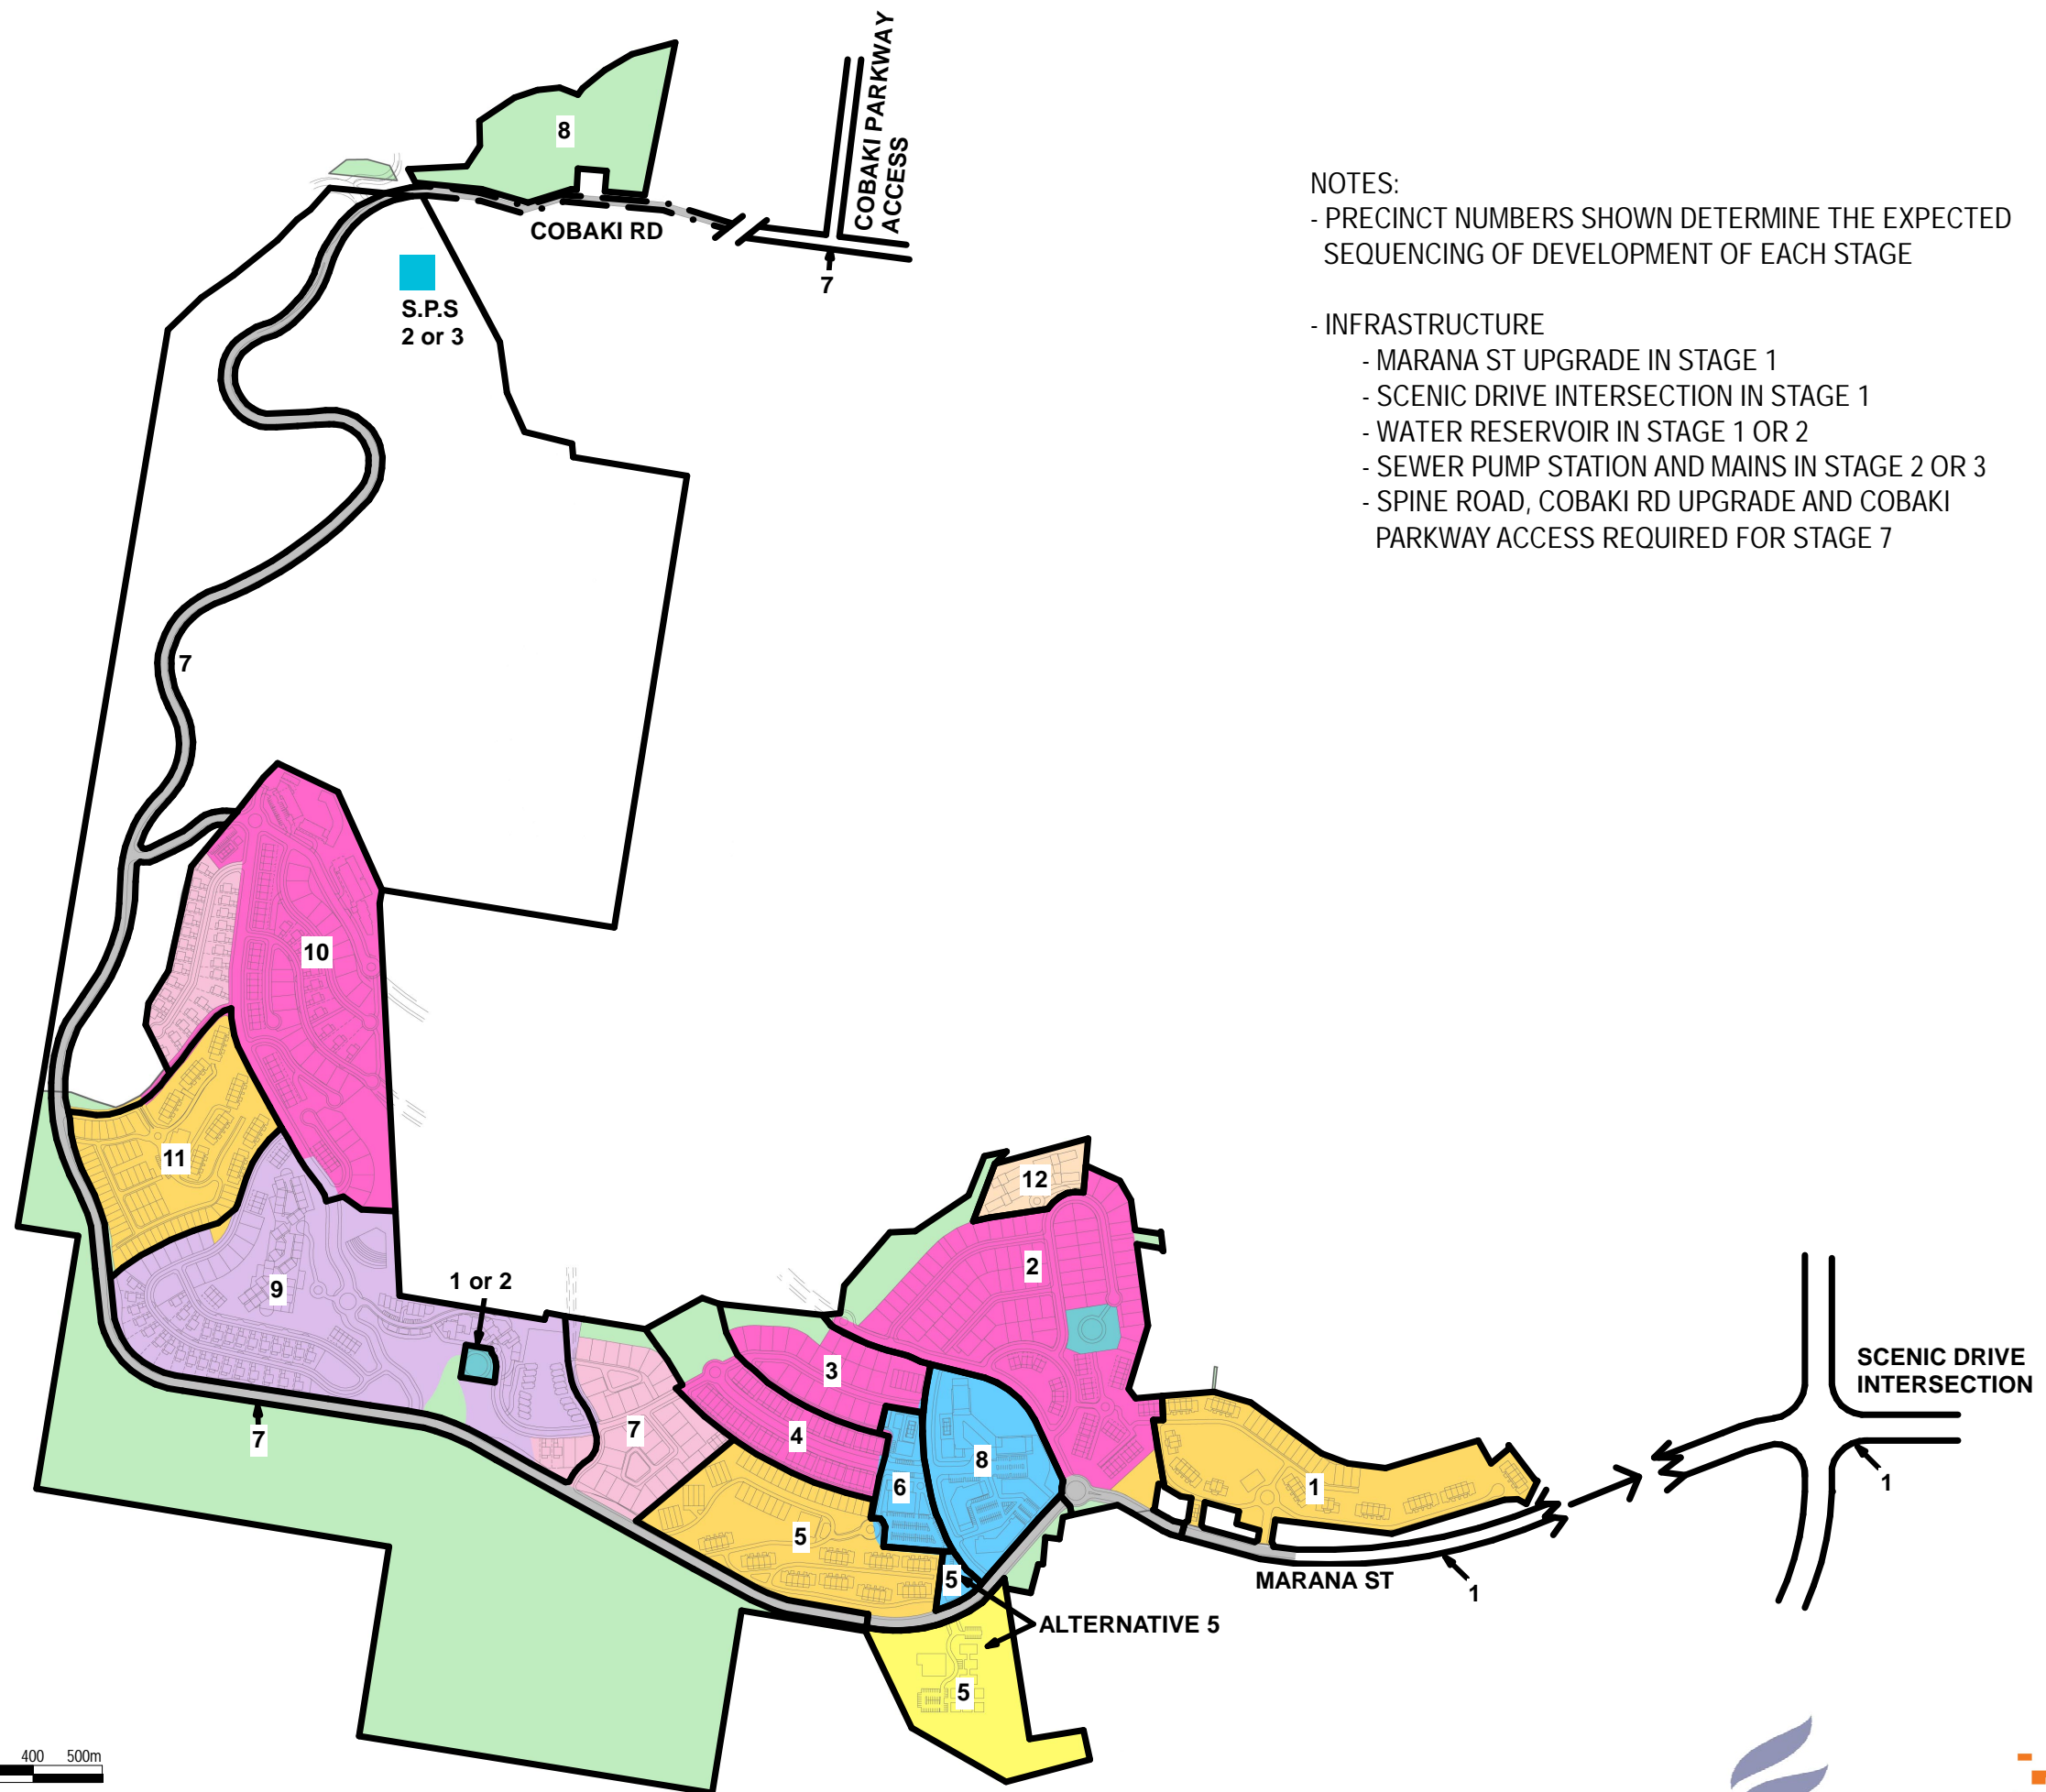 COBAKI PARKWAY
ACCESS
8
COBAKI RD
7
S.P.S
2 or 3
NOTES:
- PRECINCT NUMBERS SHOWN DETERMINE THE EXPECTED
SEQUENCING OF DEVELOPMENT OF EACH STAGE
- INFRASTRUCTURE
- MARANA ST UPGRADE IN STAGE 1
- SCENIC DRIVE INTERSECTION IN STAGE 1
- WATER RESERVOIR IN STAGE 1 OR 2
- SEWER PUMP STATION AND MAINS IN STAGE 2 OR 3
- SPINE ROAD, COBAKI RD UPGRADE AND COBAKI
PARKWAY ACCESS REQUIRED FOR STAGE 7
7
10
11
12
2
9
1 or 2
3
SCENIC DRIVE
INTERSECTION
7
7
4
8
6
1
1
5
5
MARANA ST
1
ALTERNATIVE 5
5
400 500m